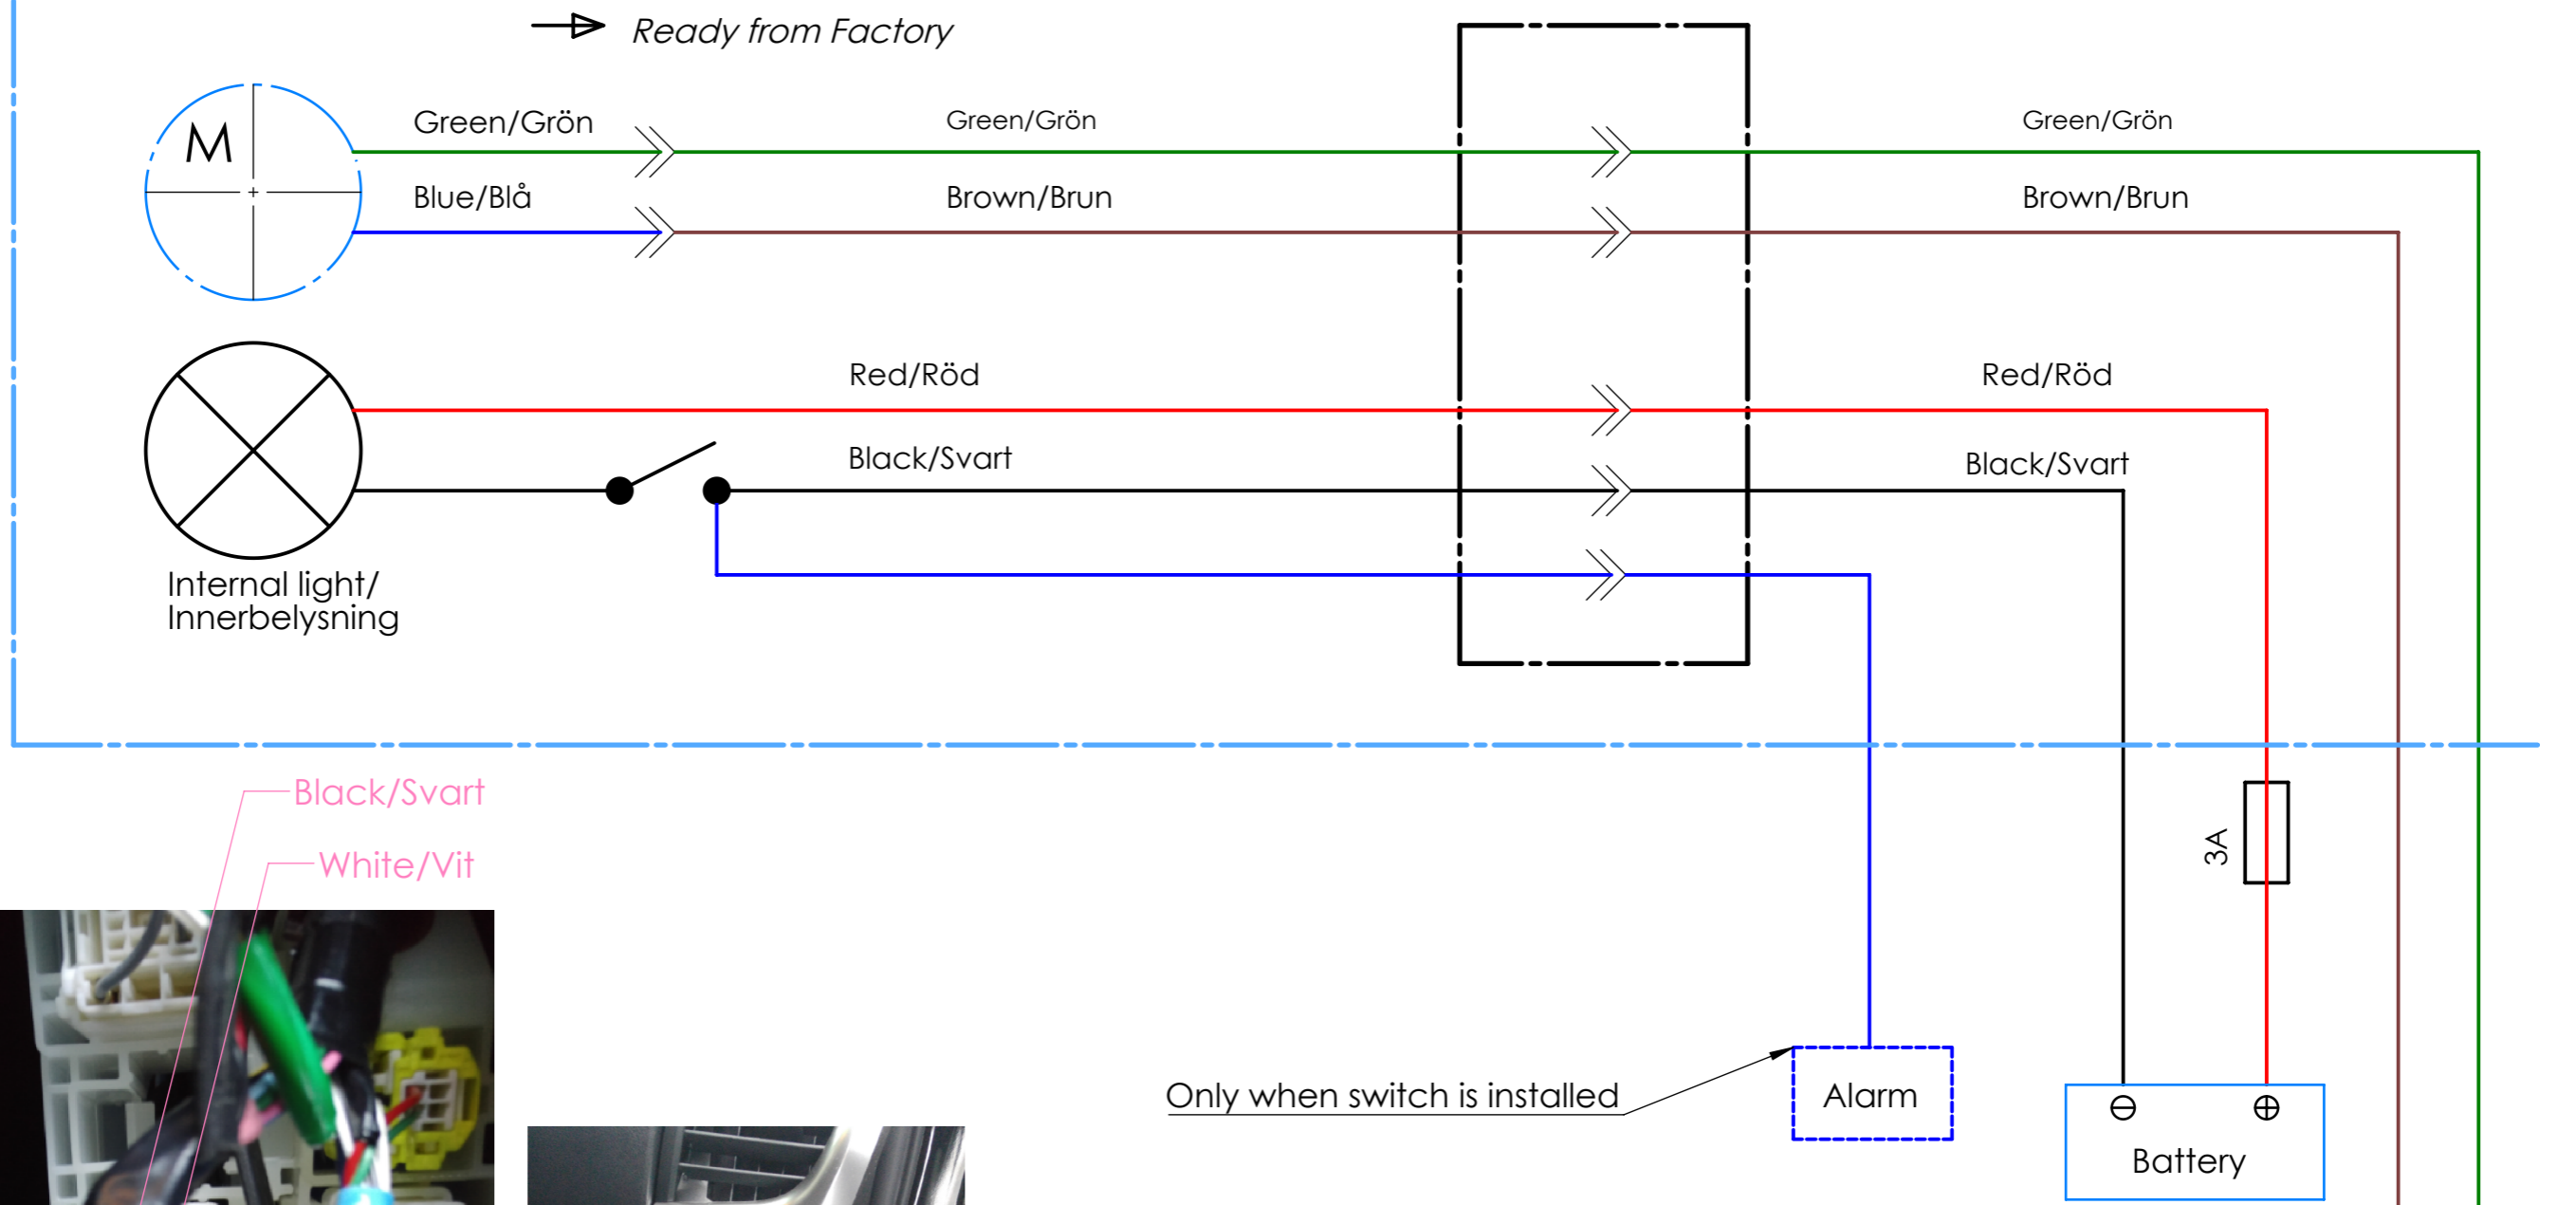 Ready from Factory
M
Green/Grön
Green/Grön
Green/Grön
Blue/Blå
Brown/Brun
Brown/Brun
Red/Röd
Red/Röd
Black/Svart
Black/Svart
Internal light/
Innerbelysning
Black/Svart
White/Vit
3A
Only when switch is installed
Alarm
Battery